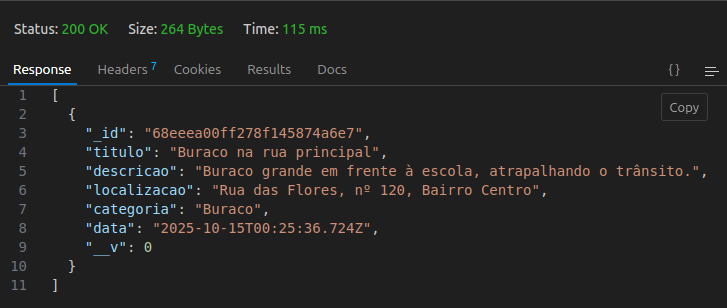 Status: 200 OK Size: 264 Bytes Time: 115 ms
Response Headers 7 Cookies Results Docs {} 
Copy
1 [
2 {
3 "_id": "68eeea00ff278f145874a6e7",
4 "titulo": "Buraco na rua principal",
5 "descricao": "Buraco grande em frente à escola, atrapalhando o trânsito.",
6 "localizacao": "Rua das Flores, nº 120, Bairro Centro",
7 "categoria": "Buraco",
8 "data": "2025-10-15T00:25:36.724Z",
9 "__v": 0
10 }
11 ]